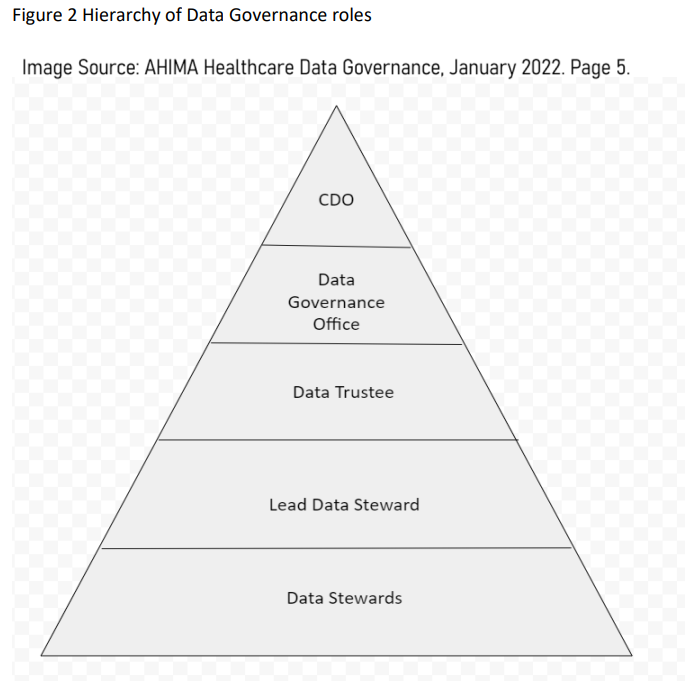 Figure 2 Hierarchy of Data Governance roles
Image Source: AHIMA Healthcare Data Governance, January 2022. Page 5.
CDO
Data
Governance
Office
Data Trustee
Lead Data Steward
Data Stewards